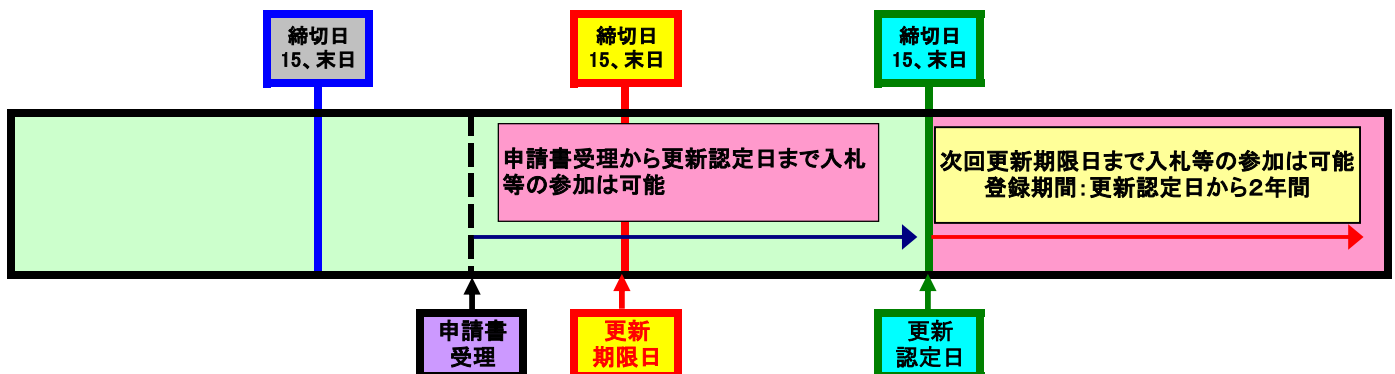 締切日
15、末日
締切日
15、末日
締切日
15、末日
申請書受理から更新認定日まで入札
等の参加は可能
次回更新期限日まで入札等の参加は可能
登録期間：更新認定日から２年間
申請書
受理
更新
期限日
更新
認定日